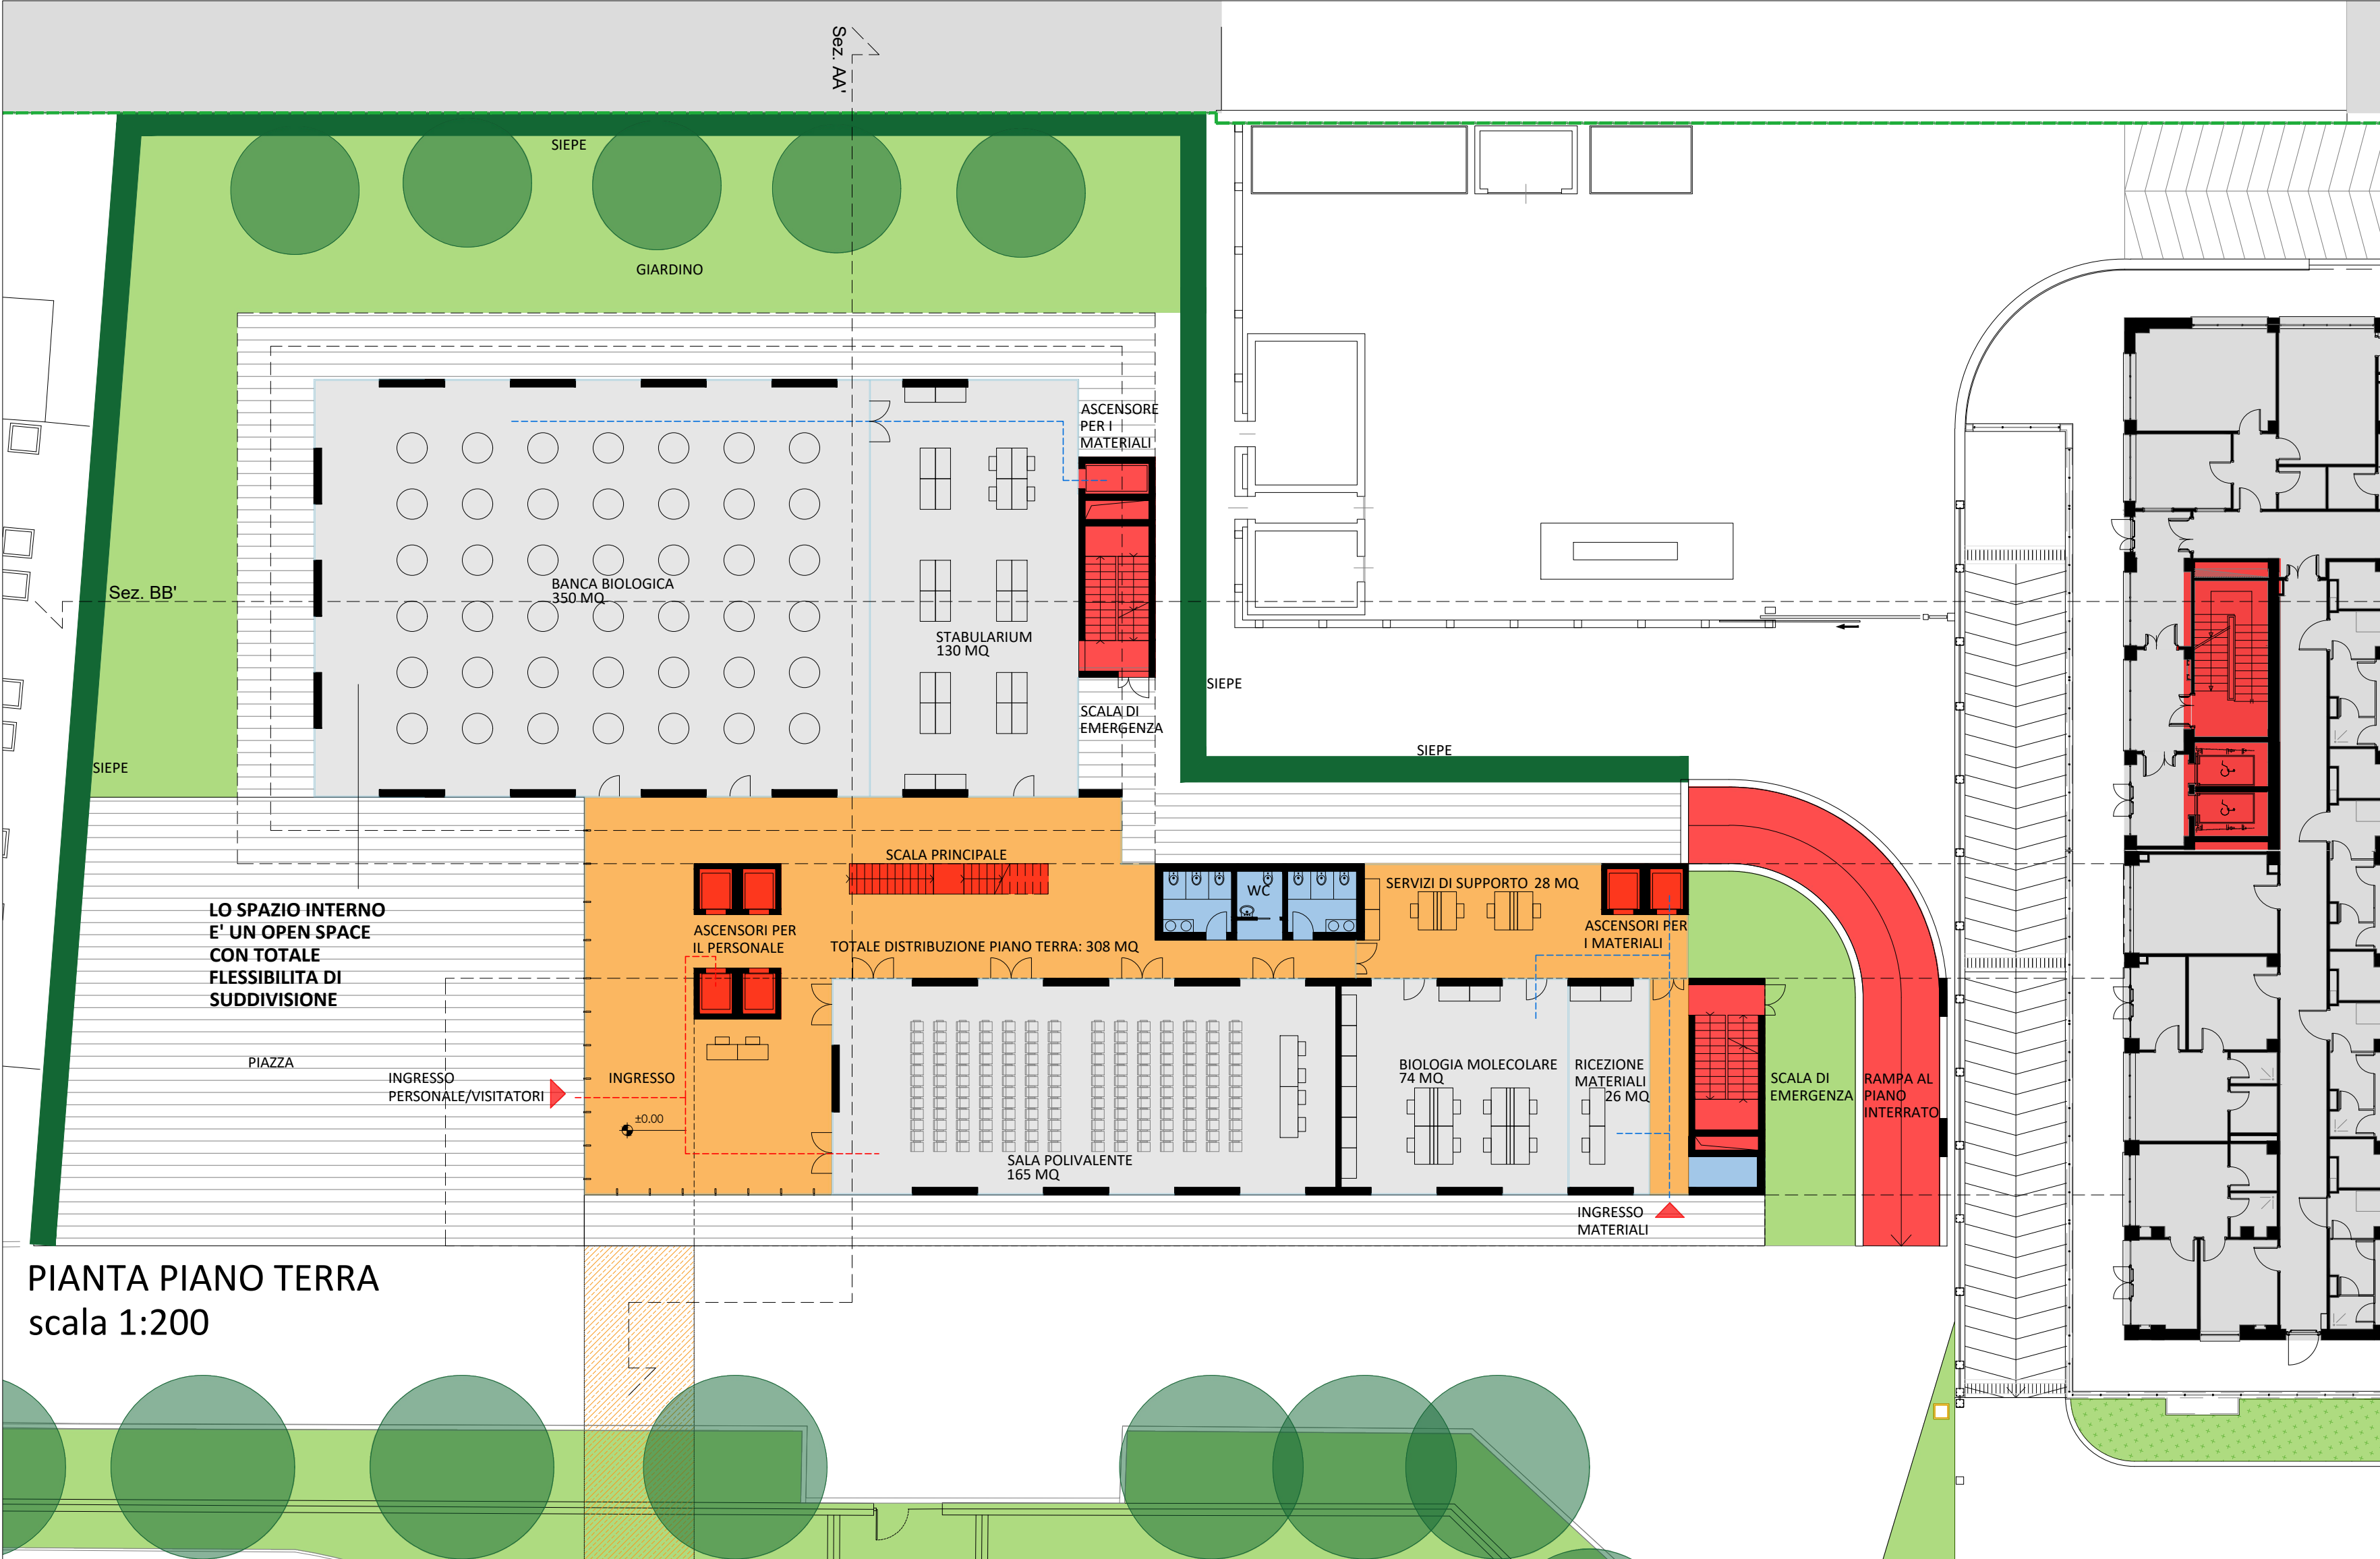 Sez. AA'
SIEPE
GIARDINO
ASCENSORE
PER I
MATERIALI
BANCA BIOLOGICA
350 MQ
Sez. BB'
STABULARIUM
130 MQ
SIEPE
SCALA DI
EMERGENZA
SIEPE
SIEPE
SCALA PRINCIPALE
WC
SERVIZI DI SUPPORTO 28 MQ
LO SPAZIO INTERNO
E' UN OPEN SPACE
CON TOTALE
FLESSIBILITA DI
SUDDIVISIONE
ASCENSORI PER
IL PERSONALE
TOTALE DISTRIBUZIONE PIANO TERRA: 308 MQ
ASCENSORI PER
I MATERIALI
PIAZZA
INGRESSO
PERSONALE/VISITATORI
INGRESSO
±0.00
BIOLOGIA MOLECOLARE
74 MQ
RICEZIONE
MATERIALI
26 MQ
SCALA DI
EMERGENZA
RAMPA AL
PIANO
INTERRATO
SALA POLIVALENTE
165 MQ
INGRESSO
MATERIALI
PIANTA PIANO TERRA
scala 1:200